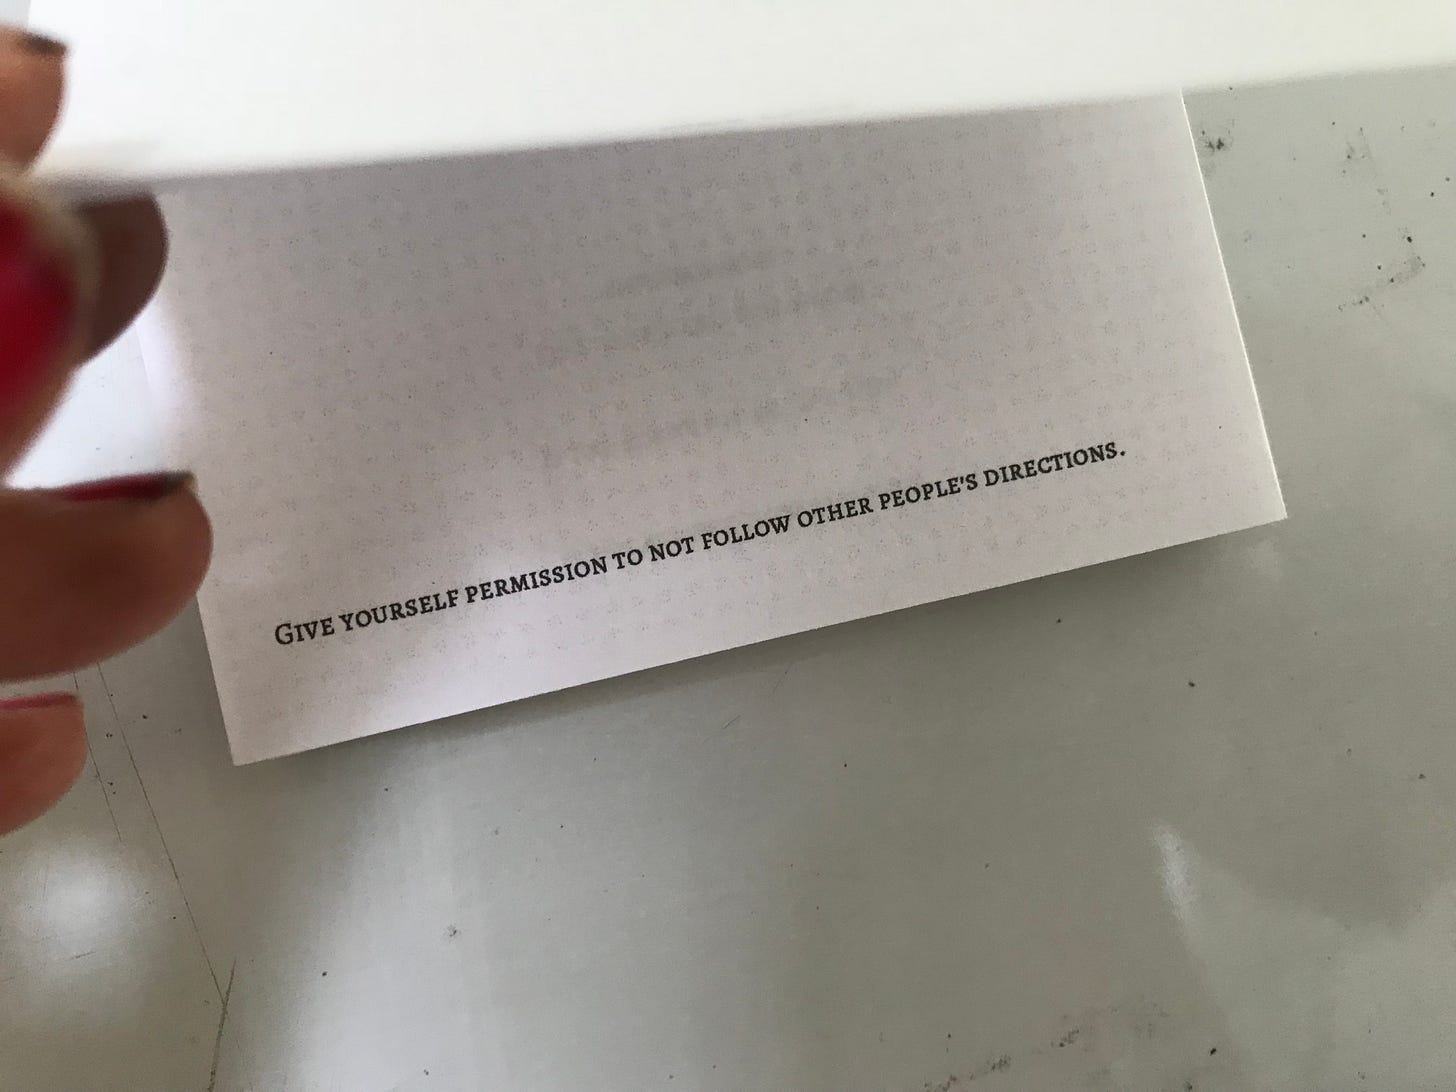 Give yourself permission to not follow other people's directions.